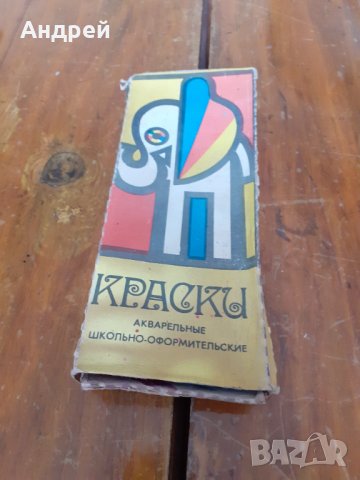 Андрей
КРАСКИ
АКВАРЕЛЬНЫЕ
ШКОЛЬНО-ОФОРМИТЕЛЬСКИЕ
BAZAR
bg